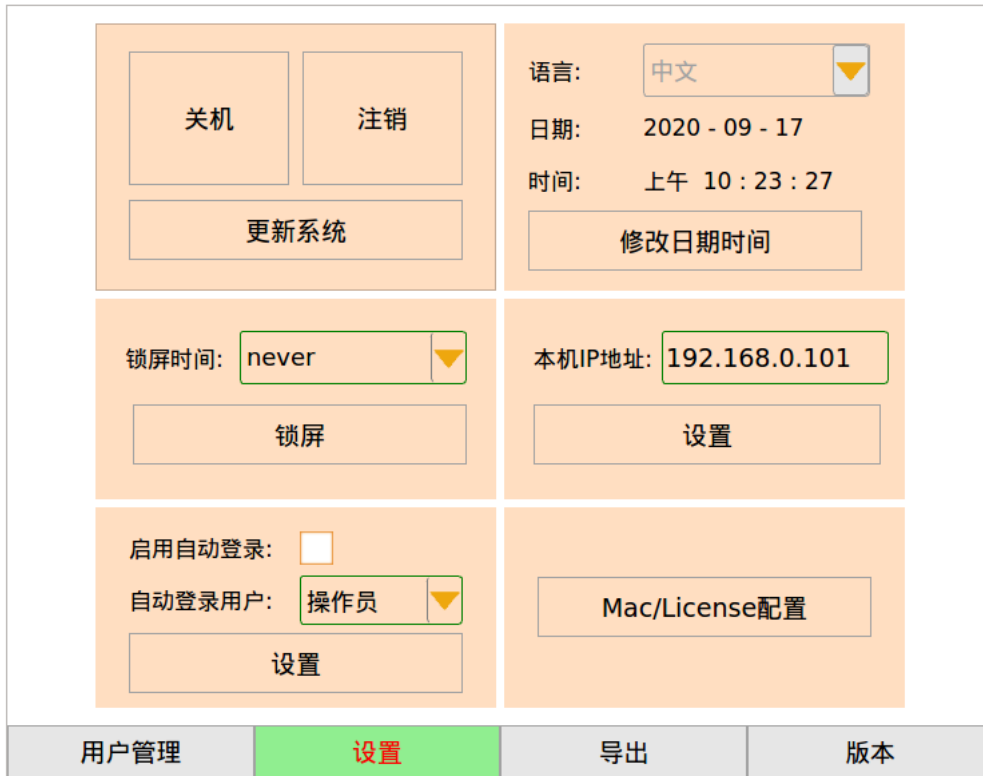 关机
注销
更新系统
语言: 中文
日期: 2020 - 09 - 17
时间: 上午 10 : 23 : 27
修改日期时间
锁屏时间: never
锁屏
本机IP地址: 192.168.0.101
设置
启用自动登录:
自动登录用户: 操作员
设置
Mac/License配置
用户管理
设置
导出
版本